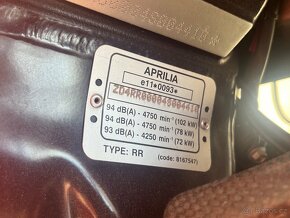 APRILIA
e11*0093*
ZD4RR000045004418
94 dB(A) - 4750 min⁻¹ (102 kW)
94 dB(A) - 4750 min⁻¹ (78 kW)
93 dB(A) - 4250 min⁻¹ (72 kW)
TYPE: RR
(code: 8167547)